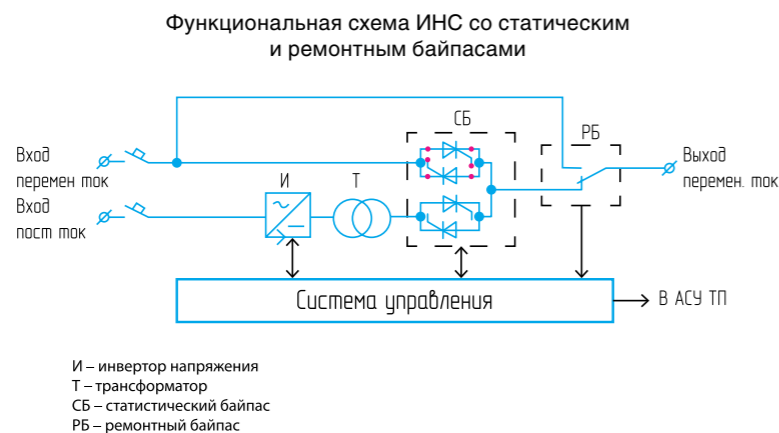 Функциональная схема ИНС со статическим
и ремонтным байпасами
СБ
РБ
Вход
перемен ток
И
Т
Выход
перемен. ток
Вход
пост ток
Система управления
В АСУ ТП
И – инвертор напряжения
Т – трансформатор
СБ – статистический байпас
РБ – ремонтный байпас